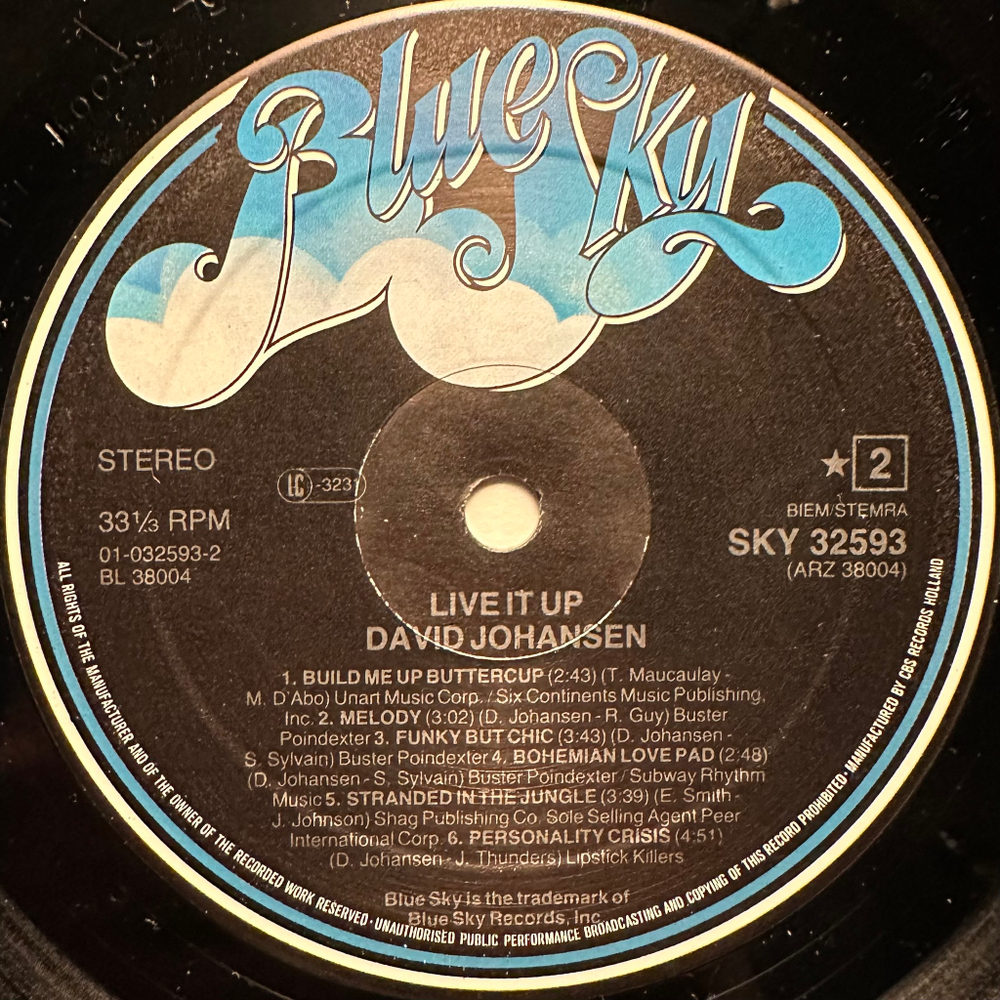 Blue Sky
STEREO
33⅓ RPM
01-032593-2
BL 38004
LC -3231
★ 2
BIEM/STEMRA
SKY 32593
(ARZ 38004)
LIVE IT UP
DAVID JOHANSEN
1. BUILD ME UP BUTTERCUP (2:43) (T. Maucaulay -
M. D'Abo) Unart Music Corp. / Six Continents Music Publishing,
Inc. 2. MELODY (3:02) (D. Johansen - R. Guy) Buster
Poindexter 3. FUNKY BUT CHIC (3:43) (D. Johansen -
S. Sylvain) Buster Poindexter 4. BOHEMIAN LOVE PAD (2:48)
(D. Johansen - S. Sylvain) Buster Poindexter / Subway Rhythm
Music 5. STRANDED IN THE JUNGLE (3:39) (E. Smith -
J. Johnson) Shag Publishing Co. Sole Selling Agent Peer
International Corp. 6. PERSONALITY CRISIS (4:51)
(D. Johansen - J. Thunders) Lipstick Killers
Blue Sky is the trademark of
Blue Sky Records, Inc.
ALL RIGHTS OF THE MANUFACTURER AND OF THE OWNER OF THE RECORDED WORK RESERVED · UNAUTHORISED PUBLIC PERFORMANCE BROADCASTING AND COPYING OF THIS RECORD PROHIBITED · MANUFACTURED BY CBS RECORDS HOLLAND